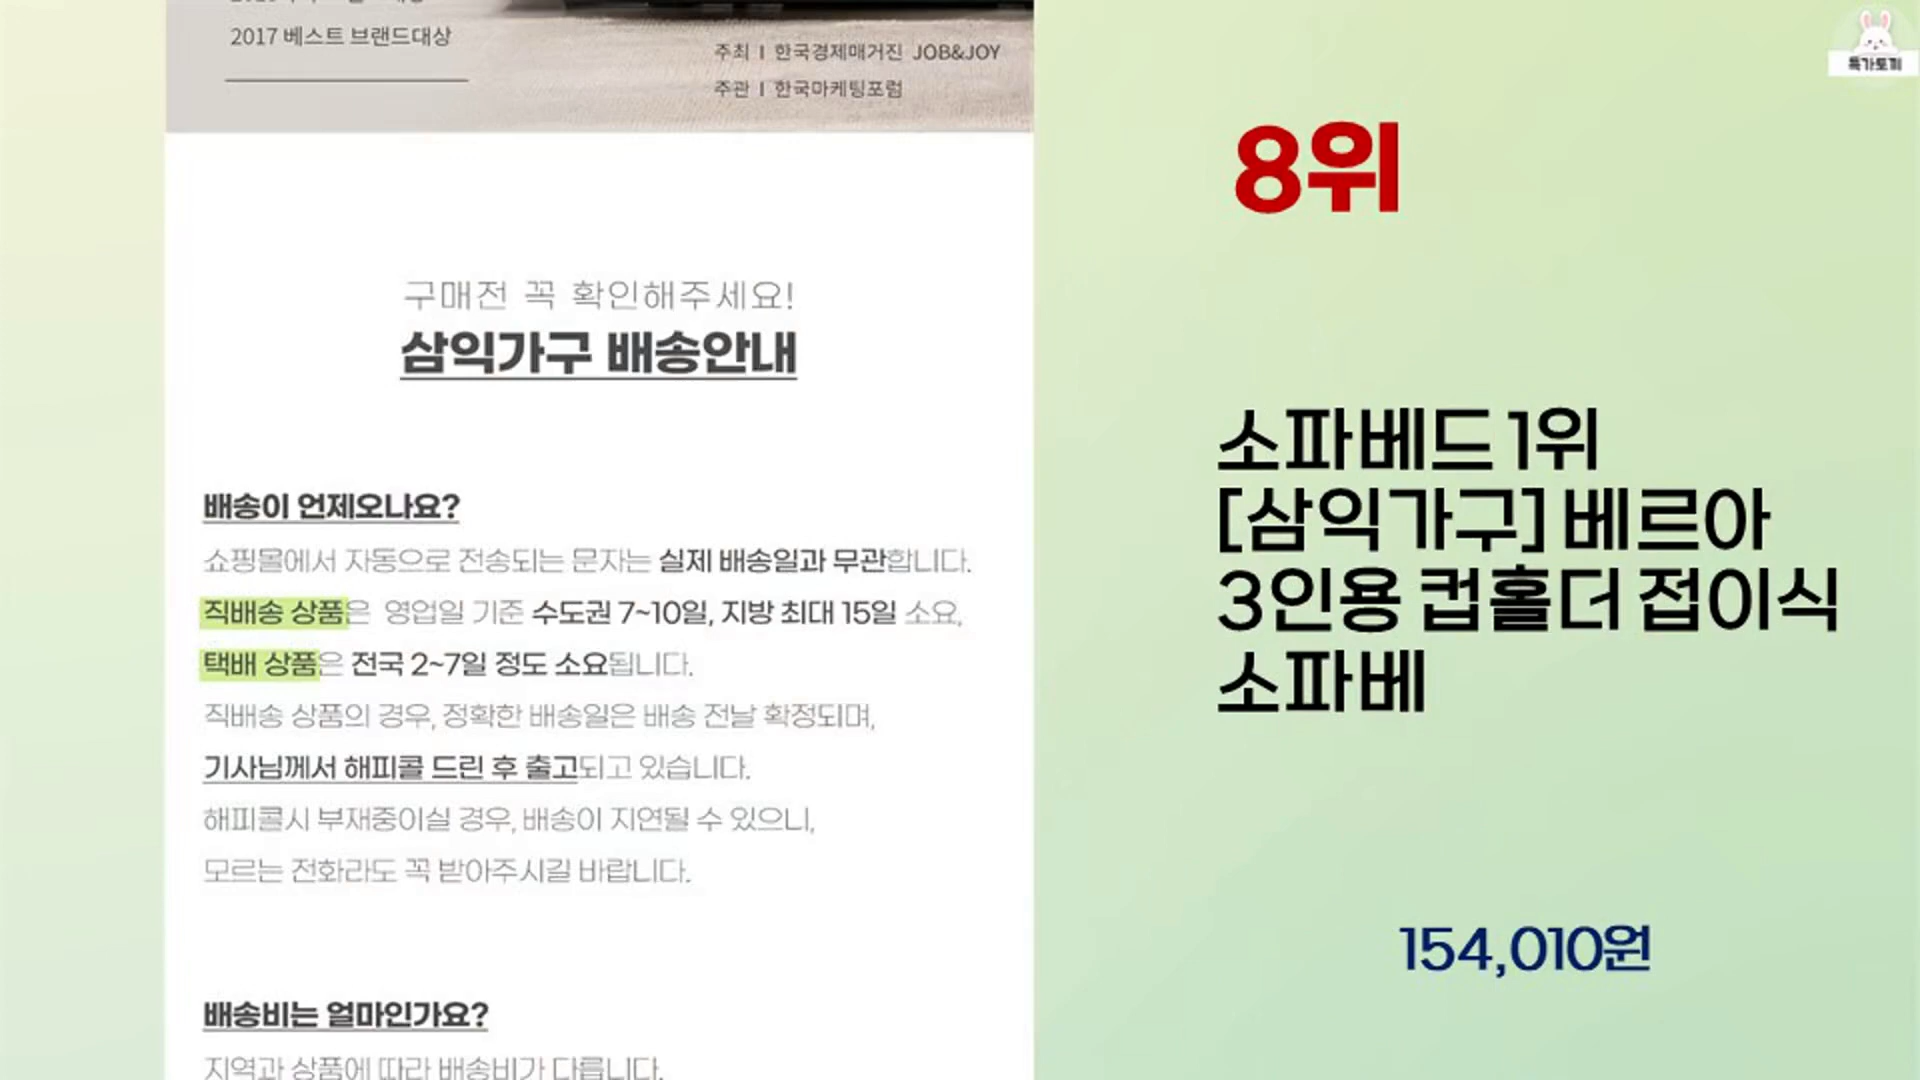 2017 베스트 브랜드대상
주최 I 한국경제매거진 JOB&JOY
주관 I 한국마케팅포럼
특가토끼
8위
구매전 꼭 확인해주세요!
삼익가구 배송안내
배송이 언제오나요?
쇼핑몰에서 자동으로 전송되는 문자는 실제 배송일과 무관합니다.
직배송 상품은 영업일 기준 수도권 7~10일, 지방 최대 15일 소요,
택배 상품은 전국 2~7일 정도 소요됩니다.
직배송 상품의 경우, 정확한 배송일은 배송 전날 확정되며,
기사님께서 해피콜 드린 후 출고되고 있습니다.
해피콜시 부재중이실 경우, 배송이 지연될 수 있으니,
모르는 전화라도 꼭 받아주시길 바랍니다.
배송비는 얼마인가요?
지역과 상품에 따라 배송비가 다릅니다.
소파베드 1위
[삼익가구] 베르아
3인용 컵홀더 접이식
소파베
154,010원